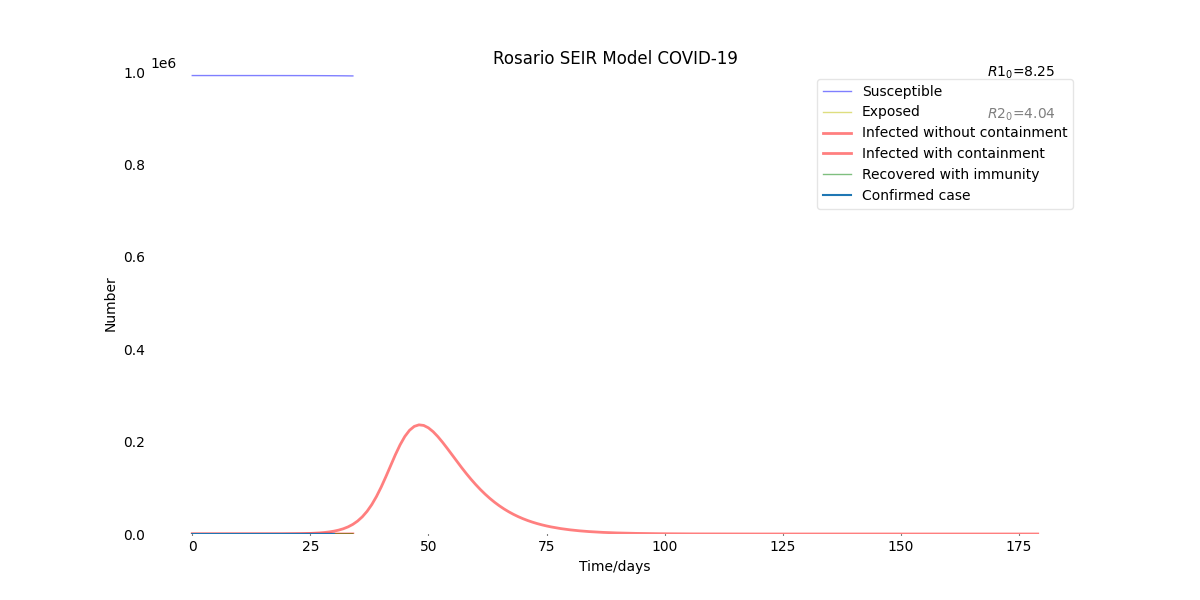 Rosario SEIR Model COVID-19
1e6
1.0
0.8
0.6
0.4
0.2
0.0
Number
R1₀=8.25
Susceptible
Exposed
R2₀=4.04
Infected without containment
Infected with containment
Recovered with immunity
Confirmed case
0 25 50 75 100 125 150 175
Time/days